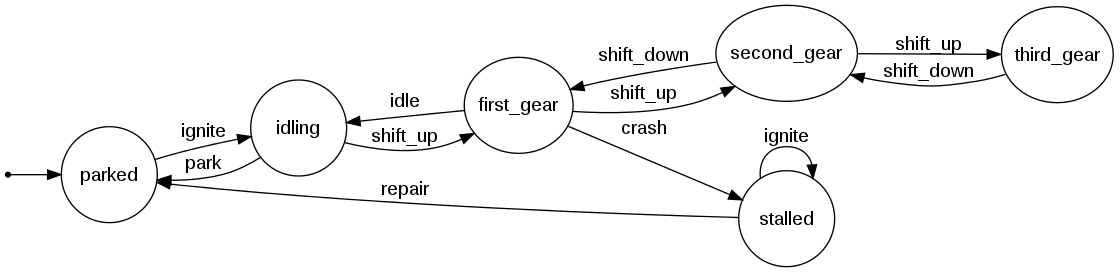 parked
ignite
park
idling
idle
shift_up
first_gear
shift_down
shift_up
crash
second_gear
shift_up
shift_down
third_gear
ignite
stalled
repair